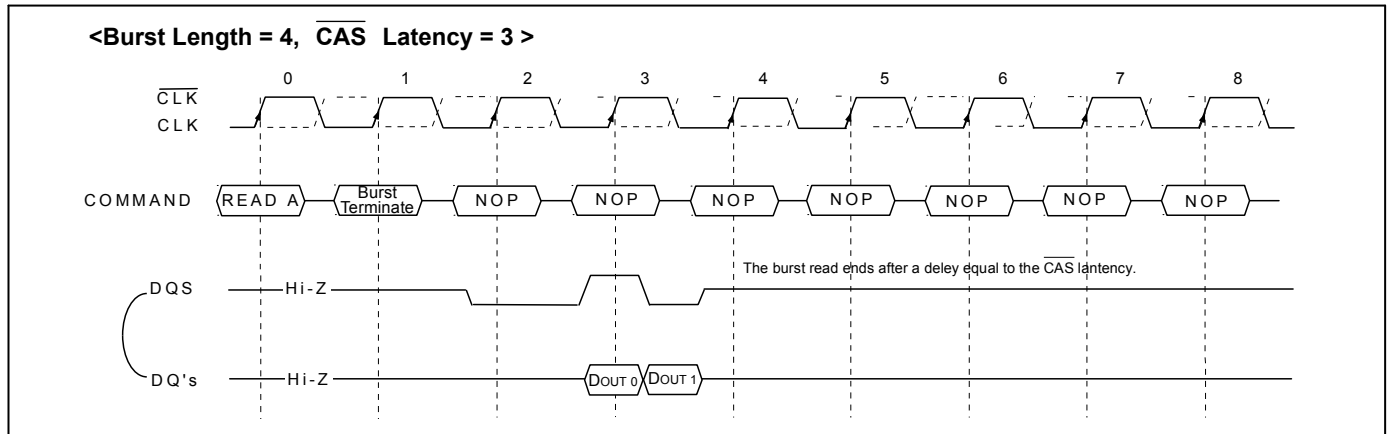 <Burst Length = 4, CAS Latency = 3 >
0 1 2 3 4 5 6 7 8
CLK
CLK
COMMAND READ A Burst Terminate NOP NOP NOP NOP NOP NOP NOP
The burst read ends after a deley equal to the CAS lantency.
DQS Hi-Z
DQ's Hi-Z DOUT 0 DOUT 1